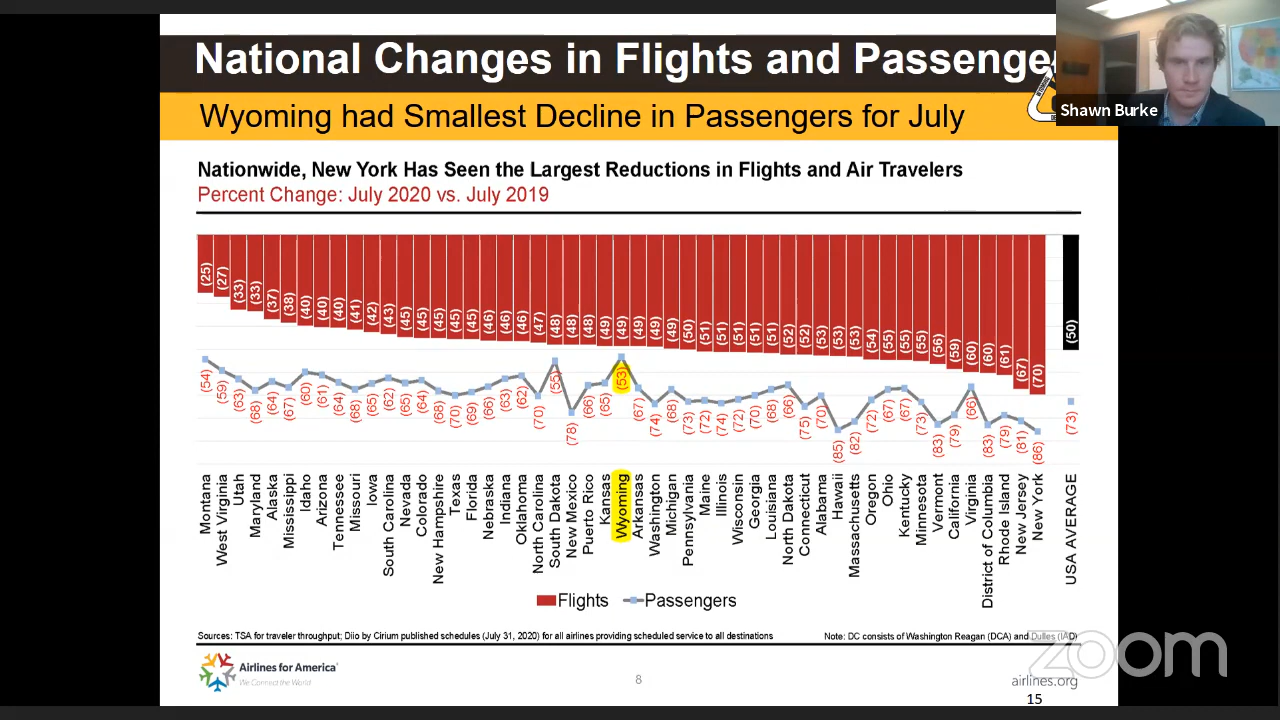 National Changes in Flights and Passenge
Shawn Burke
Wyoming had Smallest Decline in Passengers for July
Nationwide, New York Has Seen the Largest Reductions in Flights and Air Travelers
Percent Change: July 2020 vs. July 2019
(25) (27) (33) (33) (37) (38) (40) (40) (40) (41) (42) (43) (45) (45) (45) (45) (45) (46) (46) (46) (47) (48) (48) (48) (49) (49) (49) (49) (49) (50) (51) (51) (51) (51) (51) (52) (52) (53) (53) (53) (54) (55) (55) (55) (56) (59) (60) (60) (61) (67) (70) (50)
(54) (59) (63) (68) (64) (67) (60) (61) (64) (68) (65) (62) (65) (64) (68) (70) (69) (66) (63) (62) (70) (55) (78) (66) (65) (53) (67) (74) (68) (73) (72) (74) (72) (70) (68) (66) (75) (70) (85) (82) (72) (67) (67) (73) (83) (79) (66) (83) (79) (81) (86) (73)
Montana
West Virginia
Utah
Maryland
Alaska
Mississippi
Idaho
Arizona
Tennessee
Missouri
Iowa
South Carolina
Nevada
Colorado
New Hampshire
Texas
Florida
Nebraska
Indiana
Oklahoma
North Carolina
South Dakota
New Mexico
Puerto Rico
Kansas
Wyoming
Arkansas
Washington
Michigan
Pennsylvania
Maine
Illinois
Wisconsin
Georgia
Louisiana
North Dakota
Connecticut
Alabama
Hawaii
Massachusetts
Oregon
Ohio
Kentucky
Minnesota
Vermont
California
Virginia
District of Columbia
Rhode Island
New Jersey
New York
USA AVERAGE
Flights Passengers
Sources: TSA for traveler throughput; Diio by Cirium published schedules (July 31, 2020) for all airlines providing scheduled service to all destinations
Note: DC consists of Washington Reagan (DCA) and Dulles (IAD)
Airlines for America
We Connect the World
8
airlines.org
zoom
15